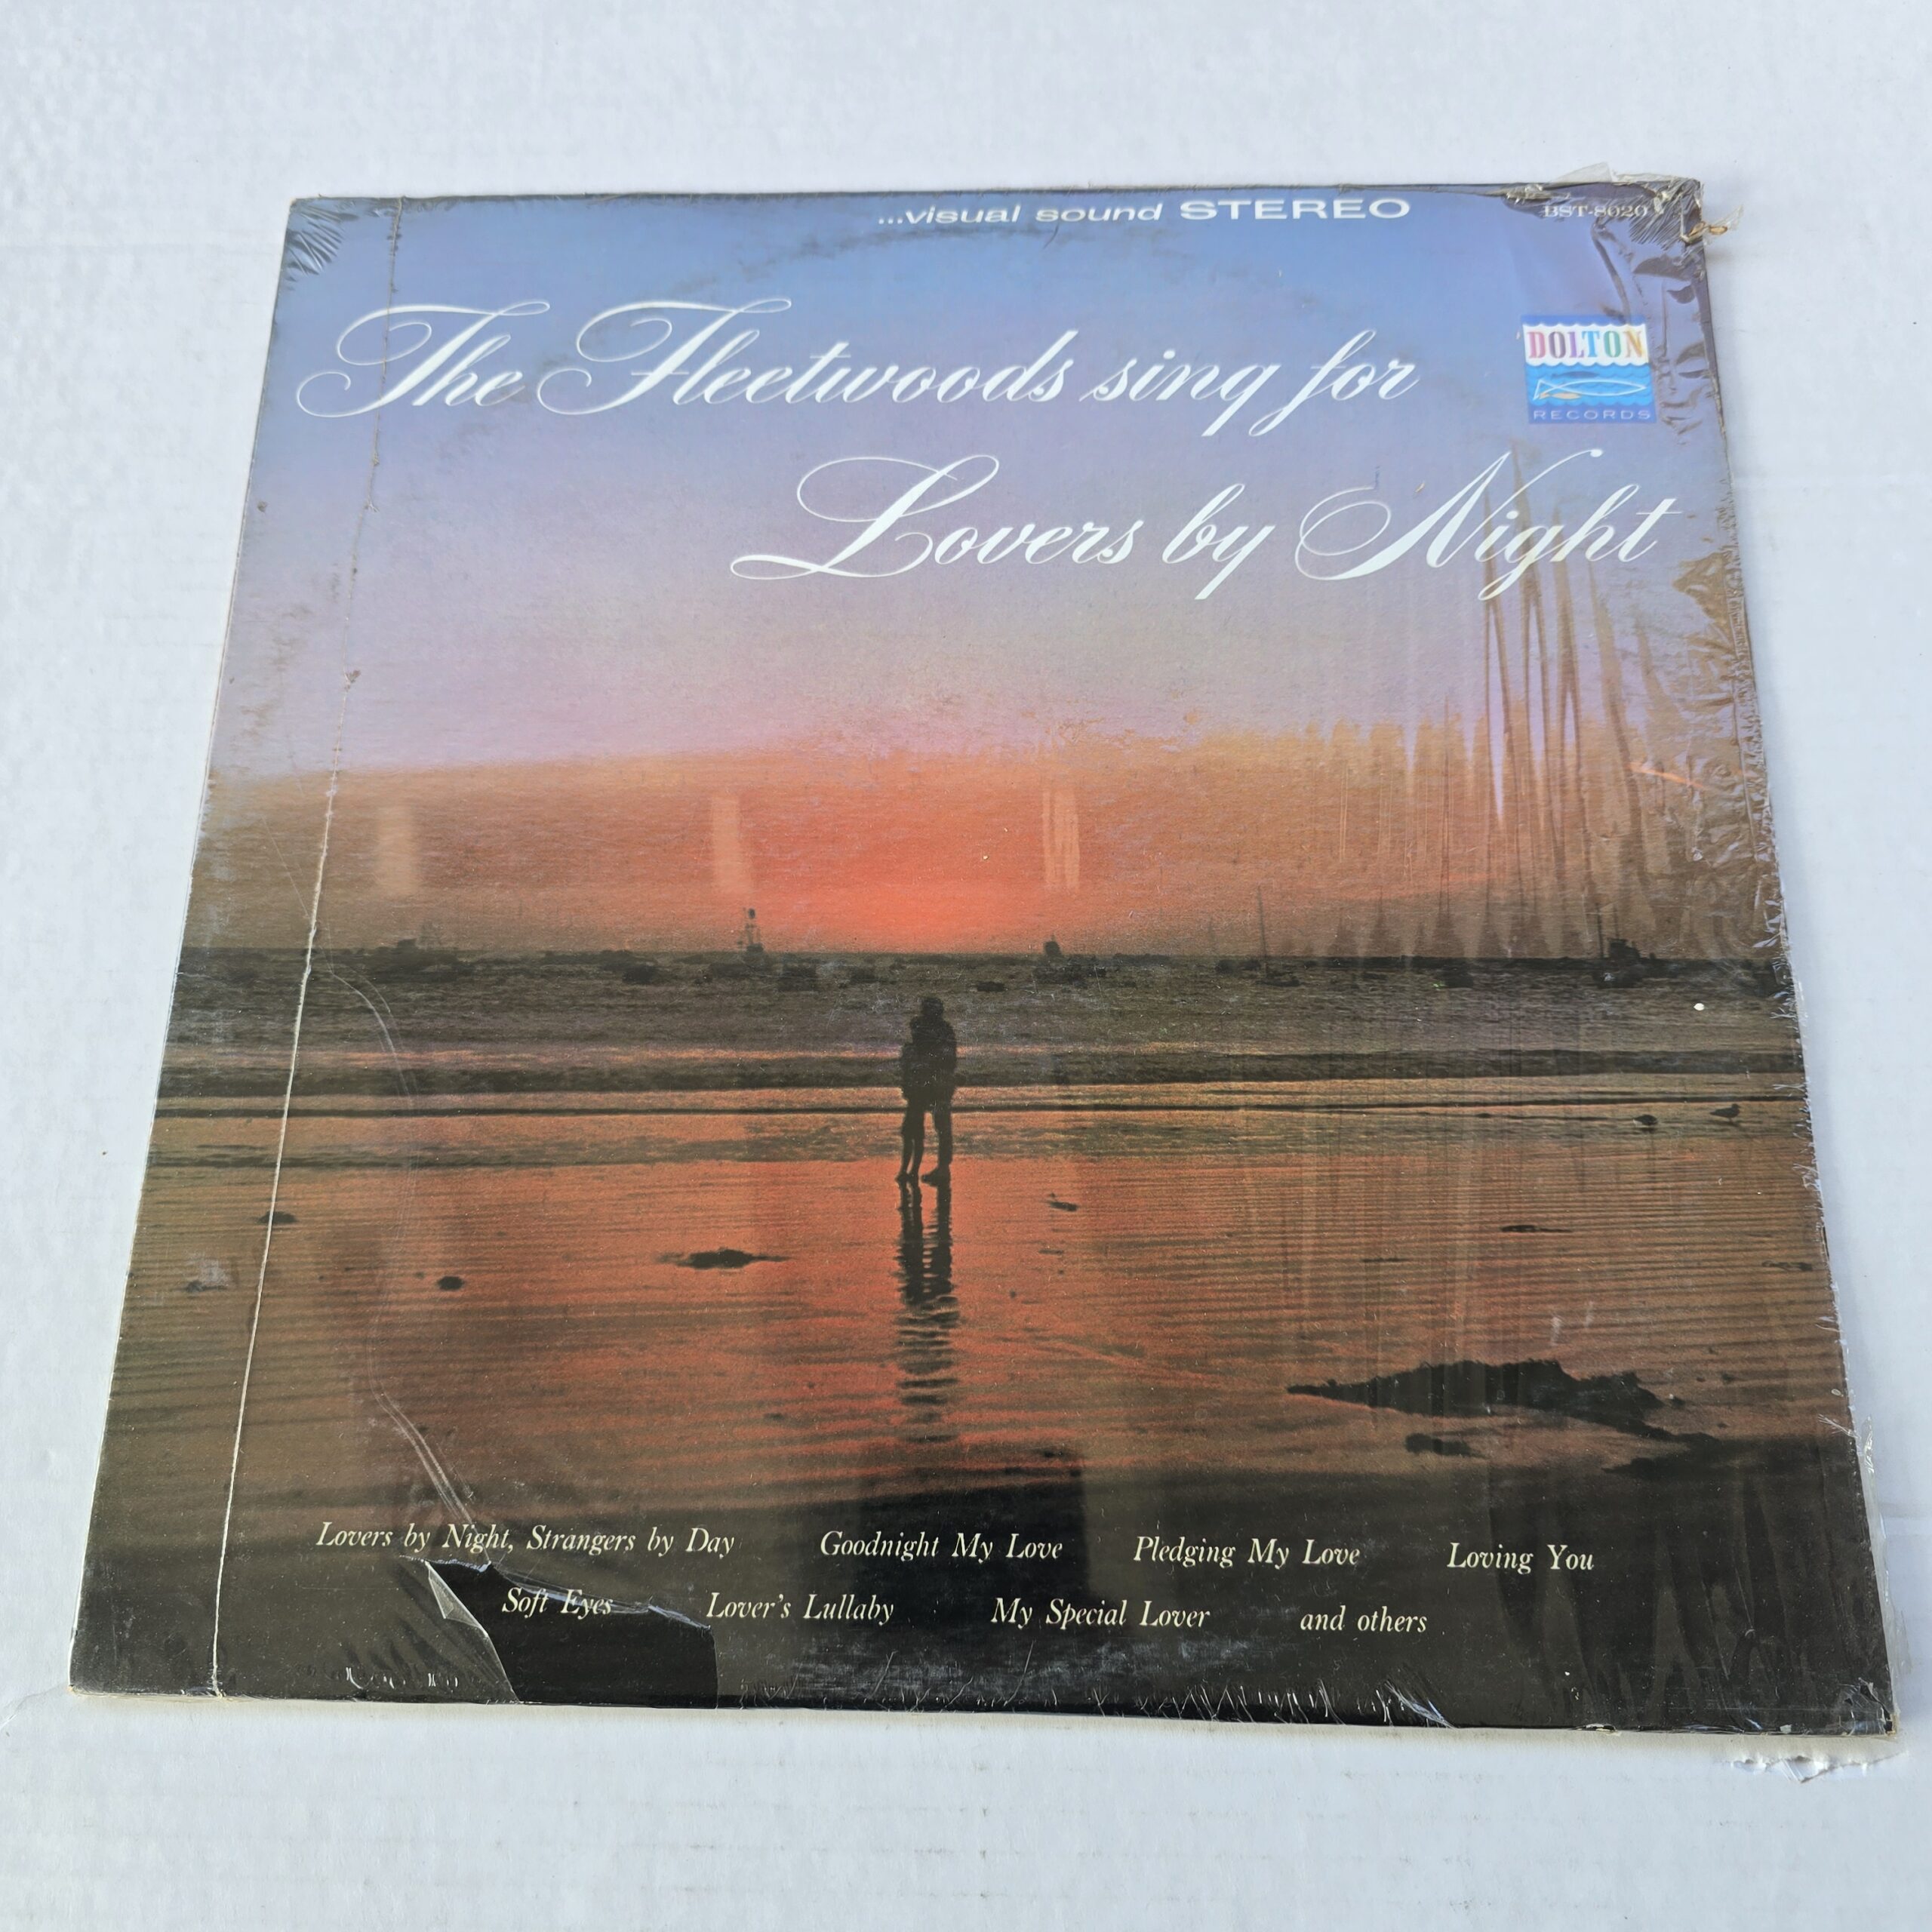 ...visual sound STEREO
BST-8020
The Fleetwoods sing for
DOLTON
RECORDS
Lovers by Night
Lovers by Night, Strangers by Day Goodnight My Love Pledging My Love Loving You
Soft Eyes Lover's Lullaby My Special Lover and others